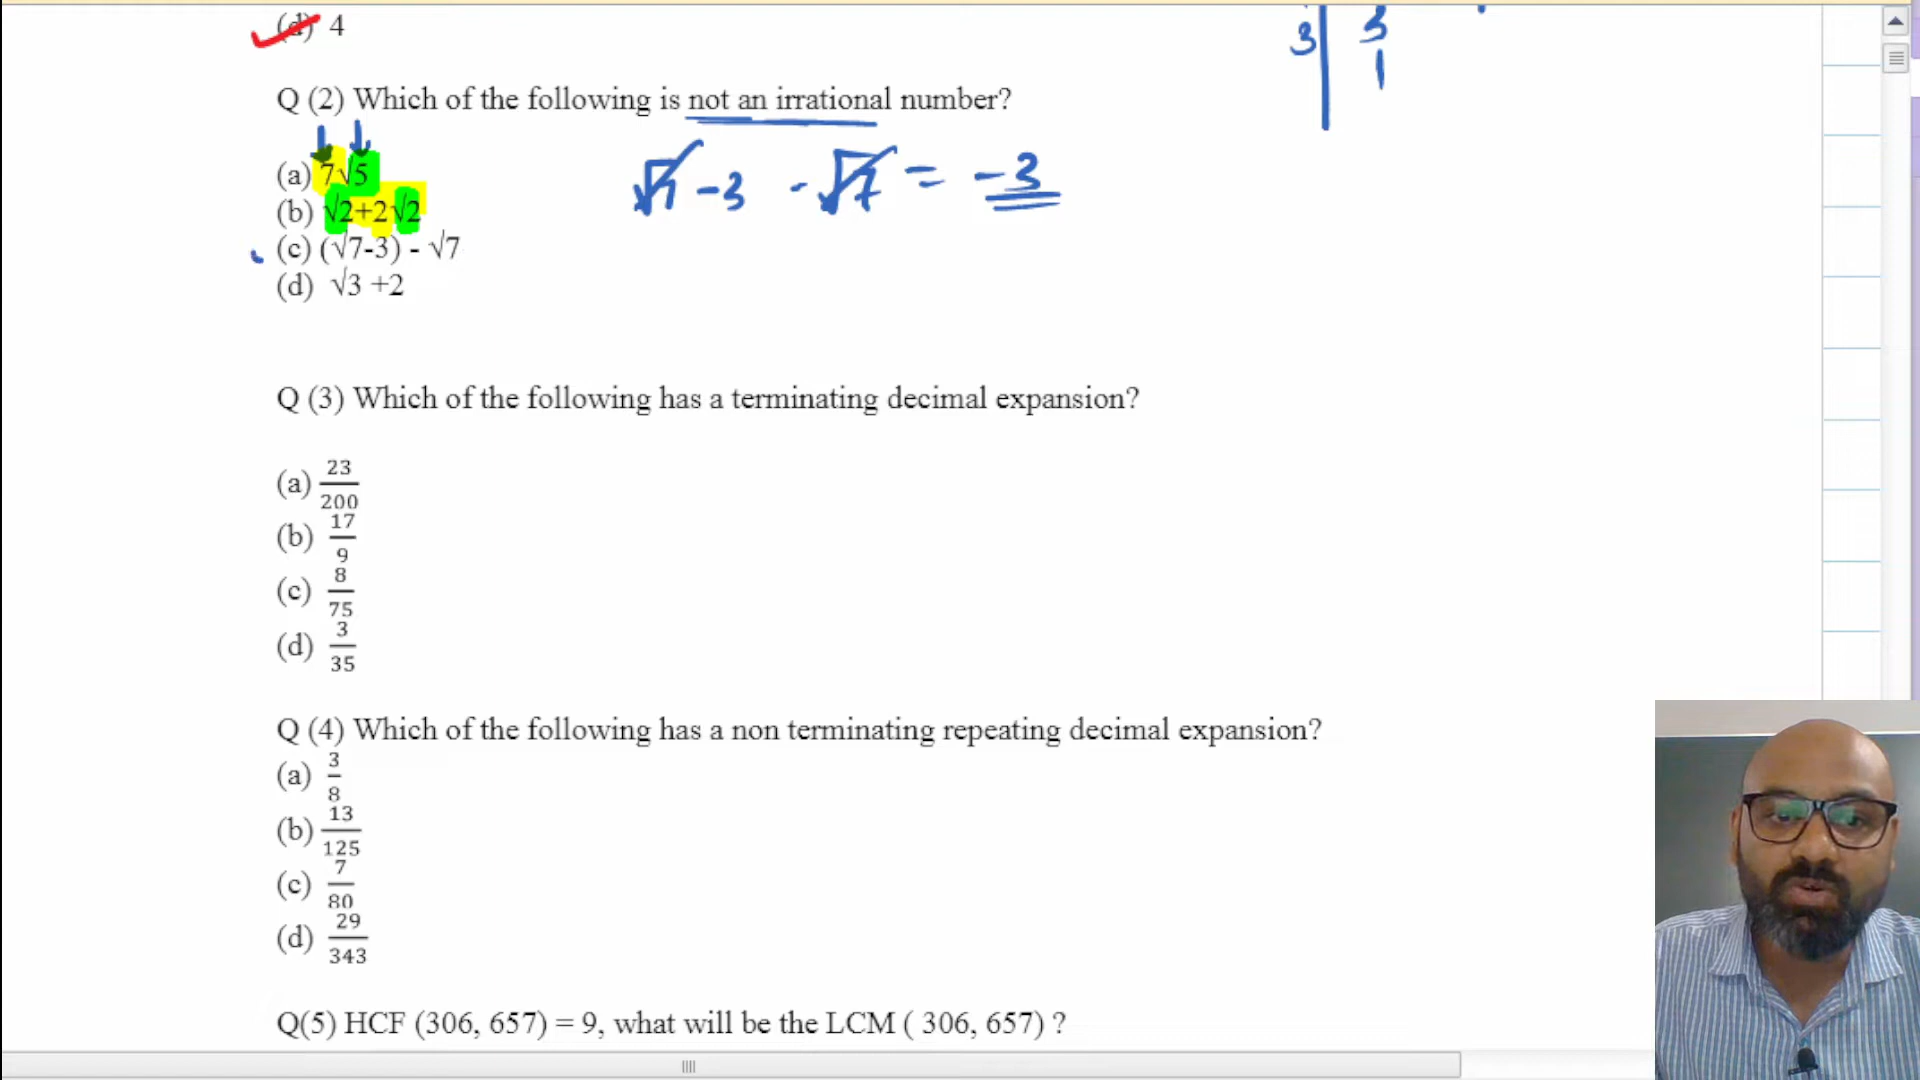 (d) 4
3 | 3
1
Q (2) Which of the following is not an irrational number?
(a) 7√5
√7 - 3 - √7 = -3
(b) √2+2√2
(c) (√7-3) - √7
(d) √3 +2
Q (3) Which of the following has a terminating decimal expansion?
(a) 23/200
(b) 17/9
(c) 8/75
(d) 3/35
Q (4) Which of the following has a non terminating repeating decimal expansion?
(a) 3/8
(b) 13/125
(c) 7/80
(d) 29/343
Q(5) HCF (306, 657) = 9, what will be the LCM ( 306, 657) ?